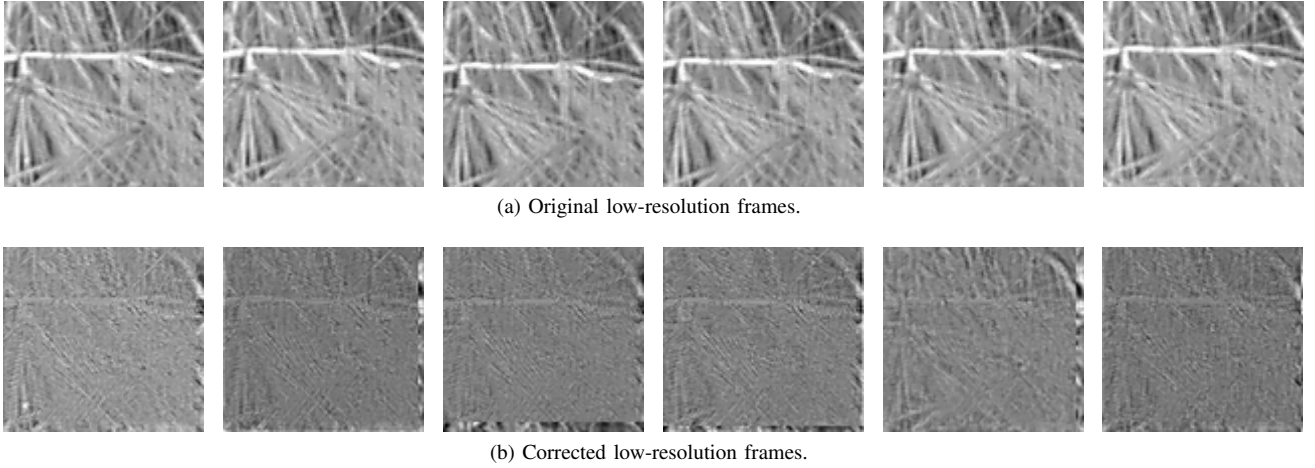 (a) Original low-resolution frames.
(b) Corrected low-resolution frames.